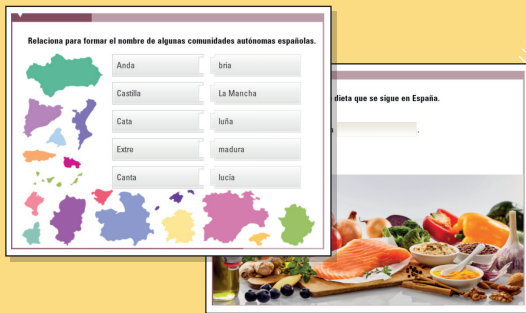 Relaciona para formar el nombre de algunas comunidades autónomas españolas.
Anda bria
Castilla La Mancha
Cata luña
Extre madura
Canta lucía
dieta que se sigue en España.
.